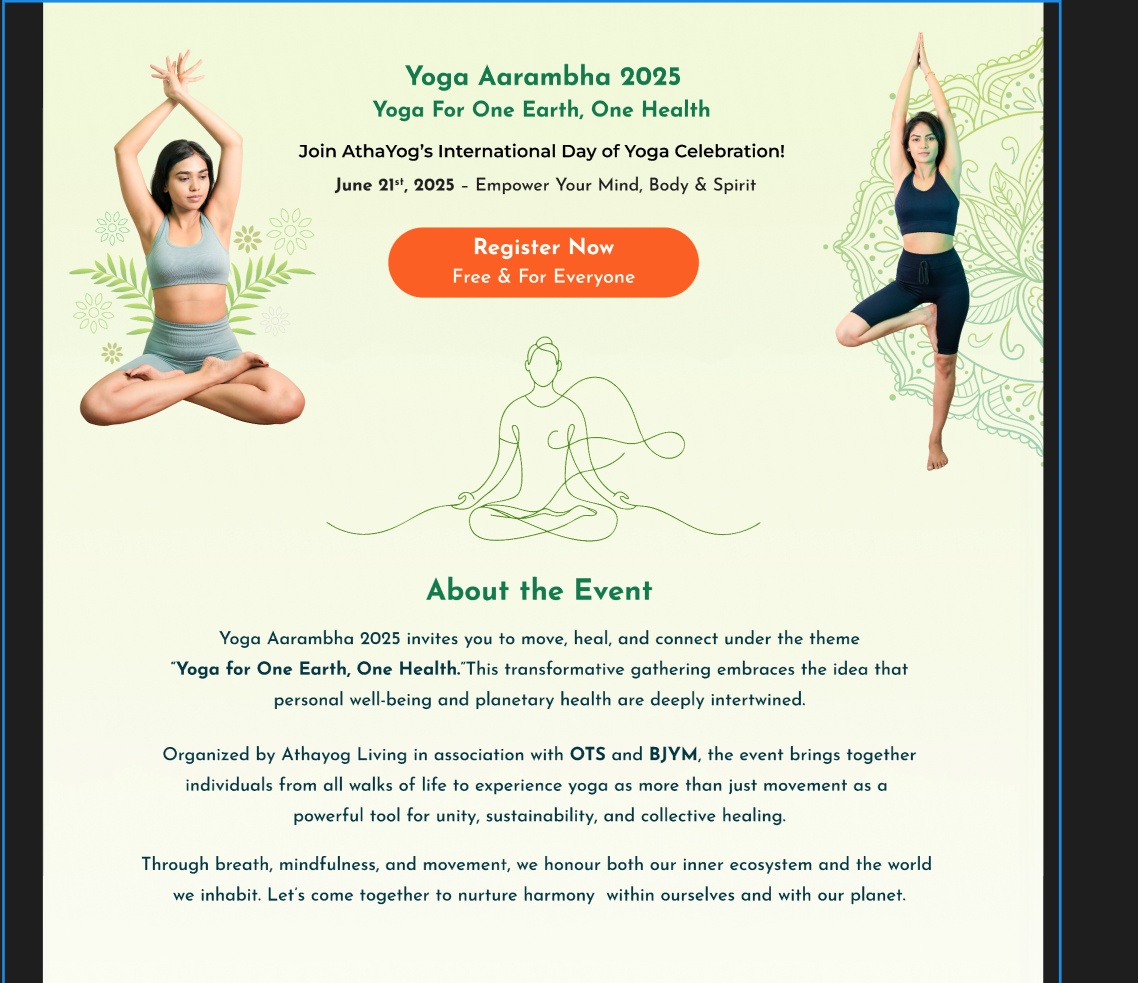 Yoga Aarambha 2025
Yoga For One Earth, One Health
Join AthaYog's International Day of Yoga Celebration!
June 21st, 2025 – Empower Your Mind, Body & Spirit
Register Now
Free & For Everyone
About the Event
Yoga Aarambha 2025 invites you to move, heal, and connect under the theme
"Yoga for One Earth, One Health."This transformative gathering embraces the idea that
personal well-being and planetary health are deeply intertwined.
Organized by Athayog Living in association with OTS and BJYM, the event brings together
individuals from all walks of life to experience yoga as more than just movement as a
powerful tool for unity, sustainability, and collective healing.
Through breath, mindfulness, and movement, we honour both our inner ecosystem and the world
we inhabit. Let's come together to nurture harmony  within ourselves and with our planet.